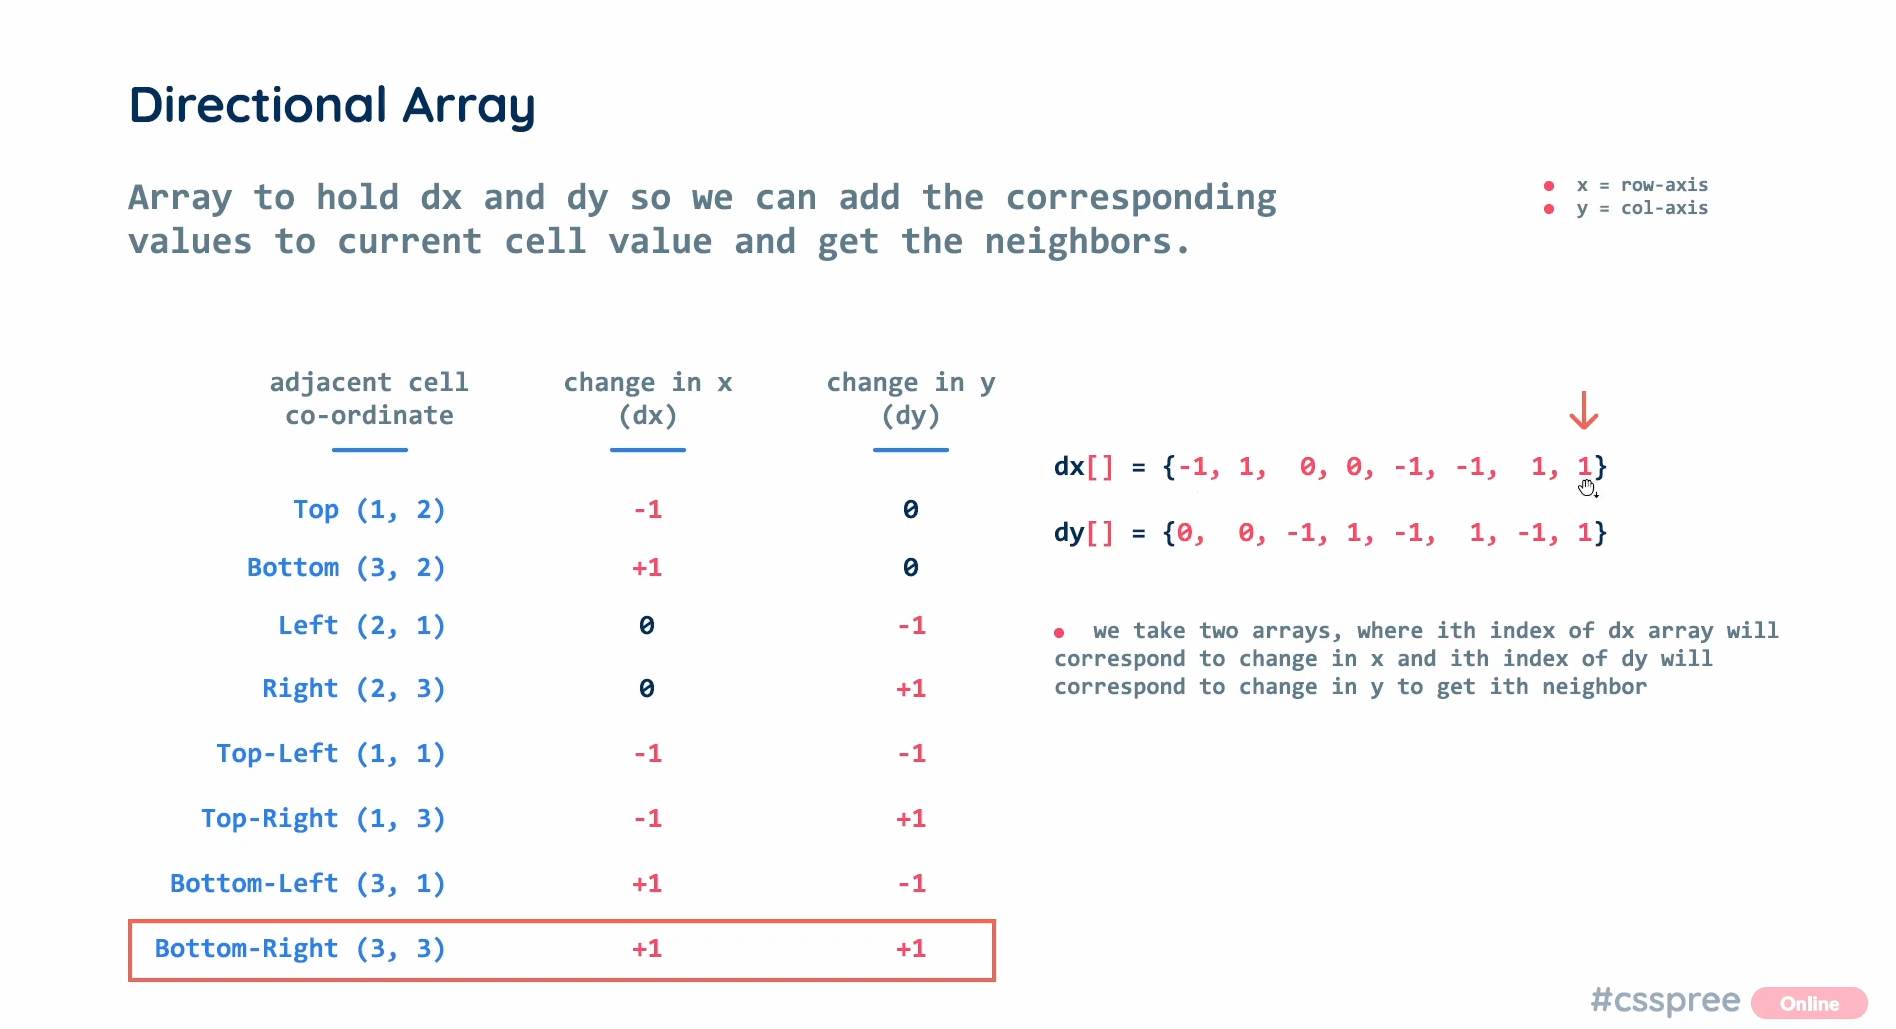 Directional Array
Array to hold dx and dy so we can add the corresponding
values to current cell value and get the neighbors.
x = row-axis
y = col-axis
adjacent cell co-ordinate change in x (dx) change in y (dy)
Top (1, 2) -1 0
Bottom (3, 2) +1 0
Left (2, 1) 0 -1
Right (2, 3) 0 +1
Top-Left (1, 1) -1 -1
Top-Right (1, 3) -1 +1
Bottom-Left (3, 1) +1 -1
Bottom-Right (3, 3) +1 +1
dx[] = {-1, 1, 0, 0, -1, -1, 1, 1}
dy[] = {0, 0, -1, 1, -1, 1, -1, 1}
we take two arrays, where ith index of dx array will
correspond to change in x and ith index of dy will
correspond to change in y to get ith neighbor
#csspree Online